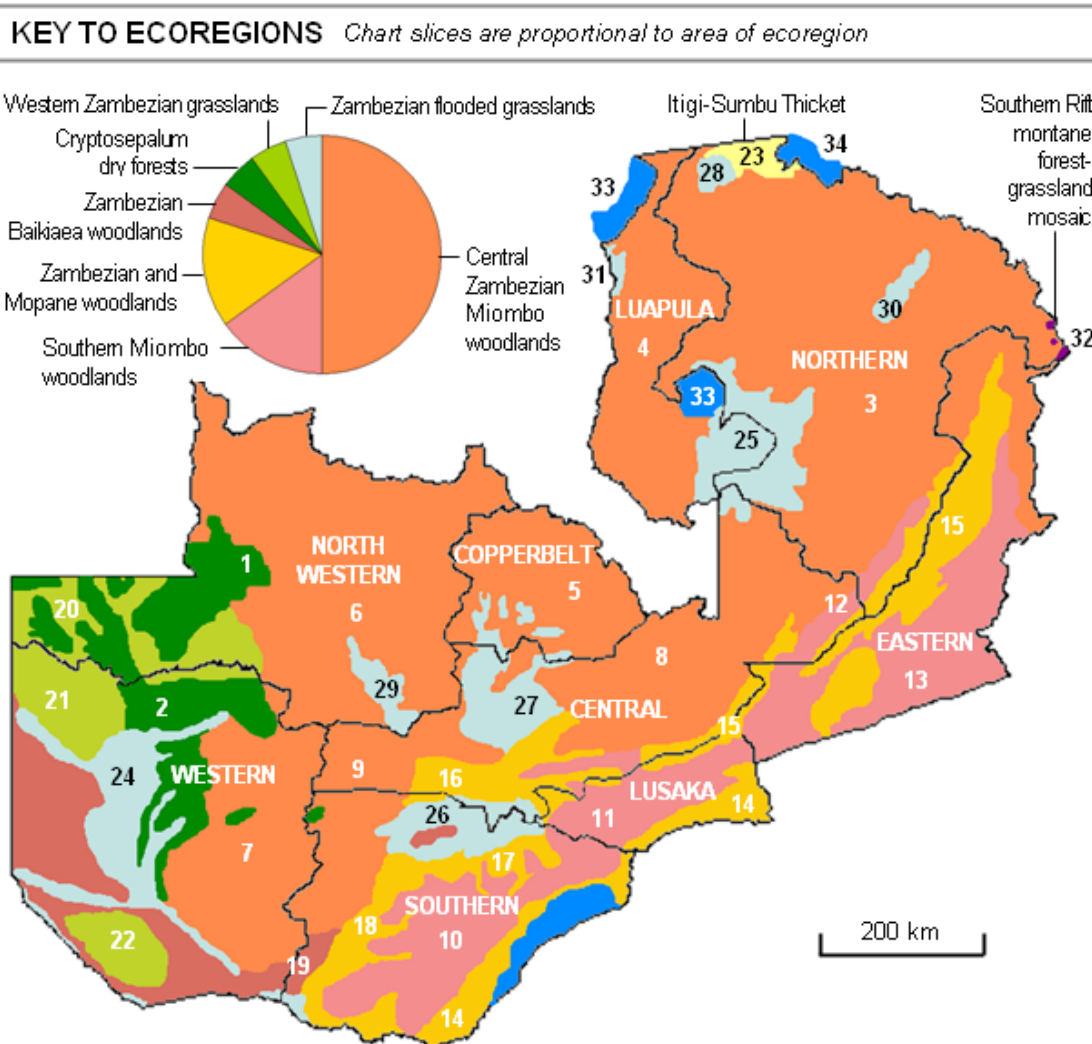 KEY TO ECOREGIONS Chart slices are proportional to area of ecoregion
Western Zambezian grasslands
Zambezian flooded grasslands
Cryptosepalum
dry forests
Zambezian
Baikiaea woodlands
Zambezian and
Mopane woodlands
Southern Miombo
woodlands
Central
Zambezian
Miombo
woodlands
Itigi-Sumbu Thicket
Southern Rift
montane
forest-
grassland
mosaic
34
23
28
33
31
LUAPULA
4
30
32
NORTHERN
3
33
25
15
NORTH
WESTERN
6
COPPERBELT
5
1
20
12
EASTERN
13
8
21
2
29
27
CENTRAL
15
24
WESTERN
9
16
LUSAKA
14
11
26
7
17
SOUTHERN
10
18
22
19
14
200 km